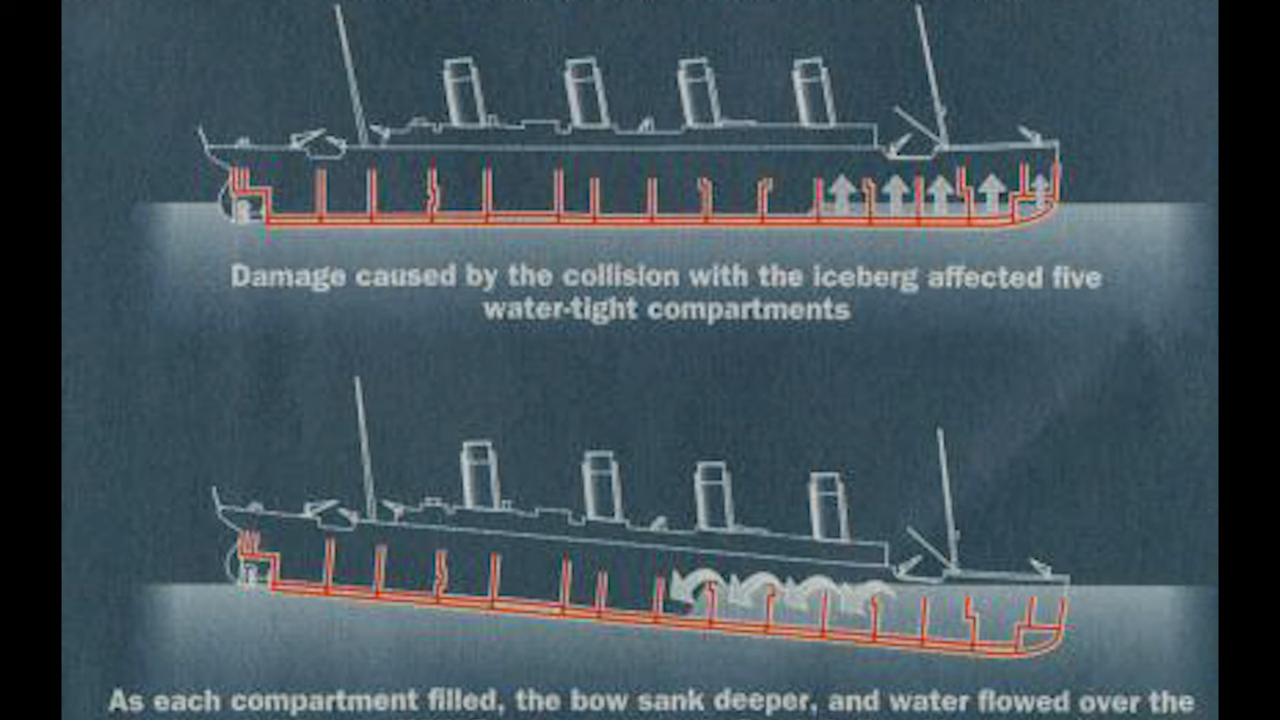 Damage caused by the collision with the iceberg affected five
water-tight compartments
As each compartment filled, the bow sank deeper, and water flowed over the